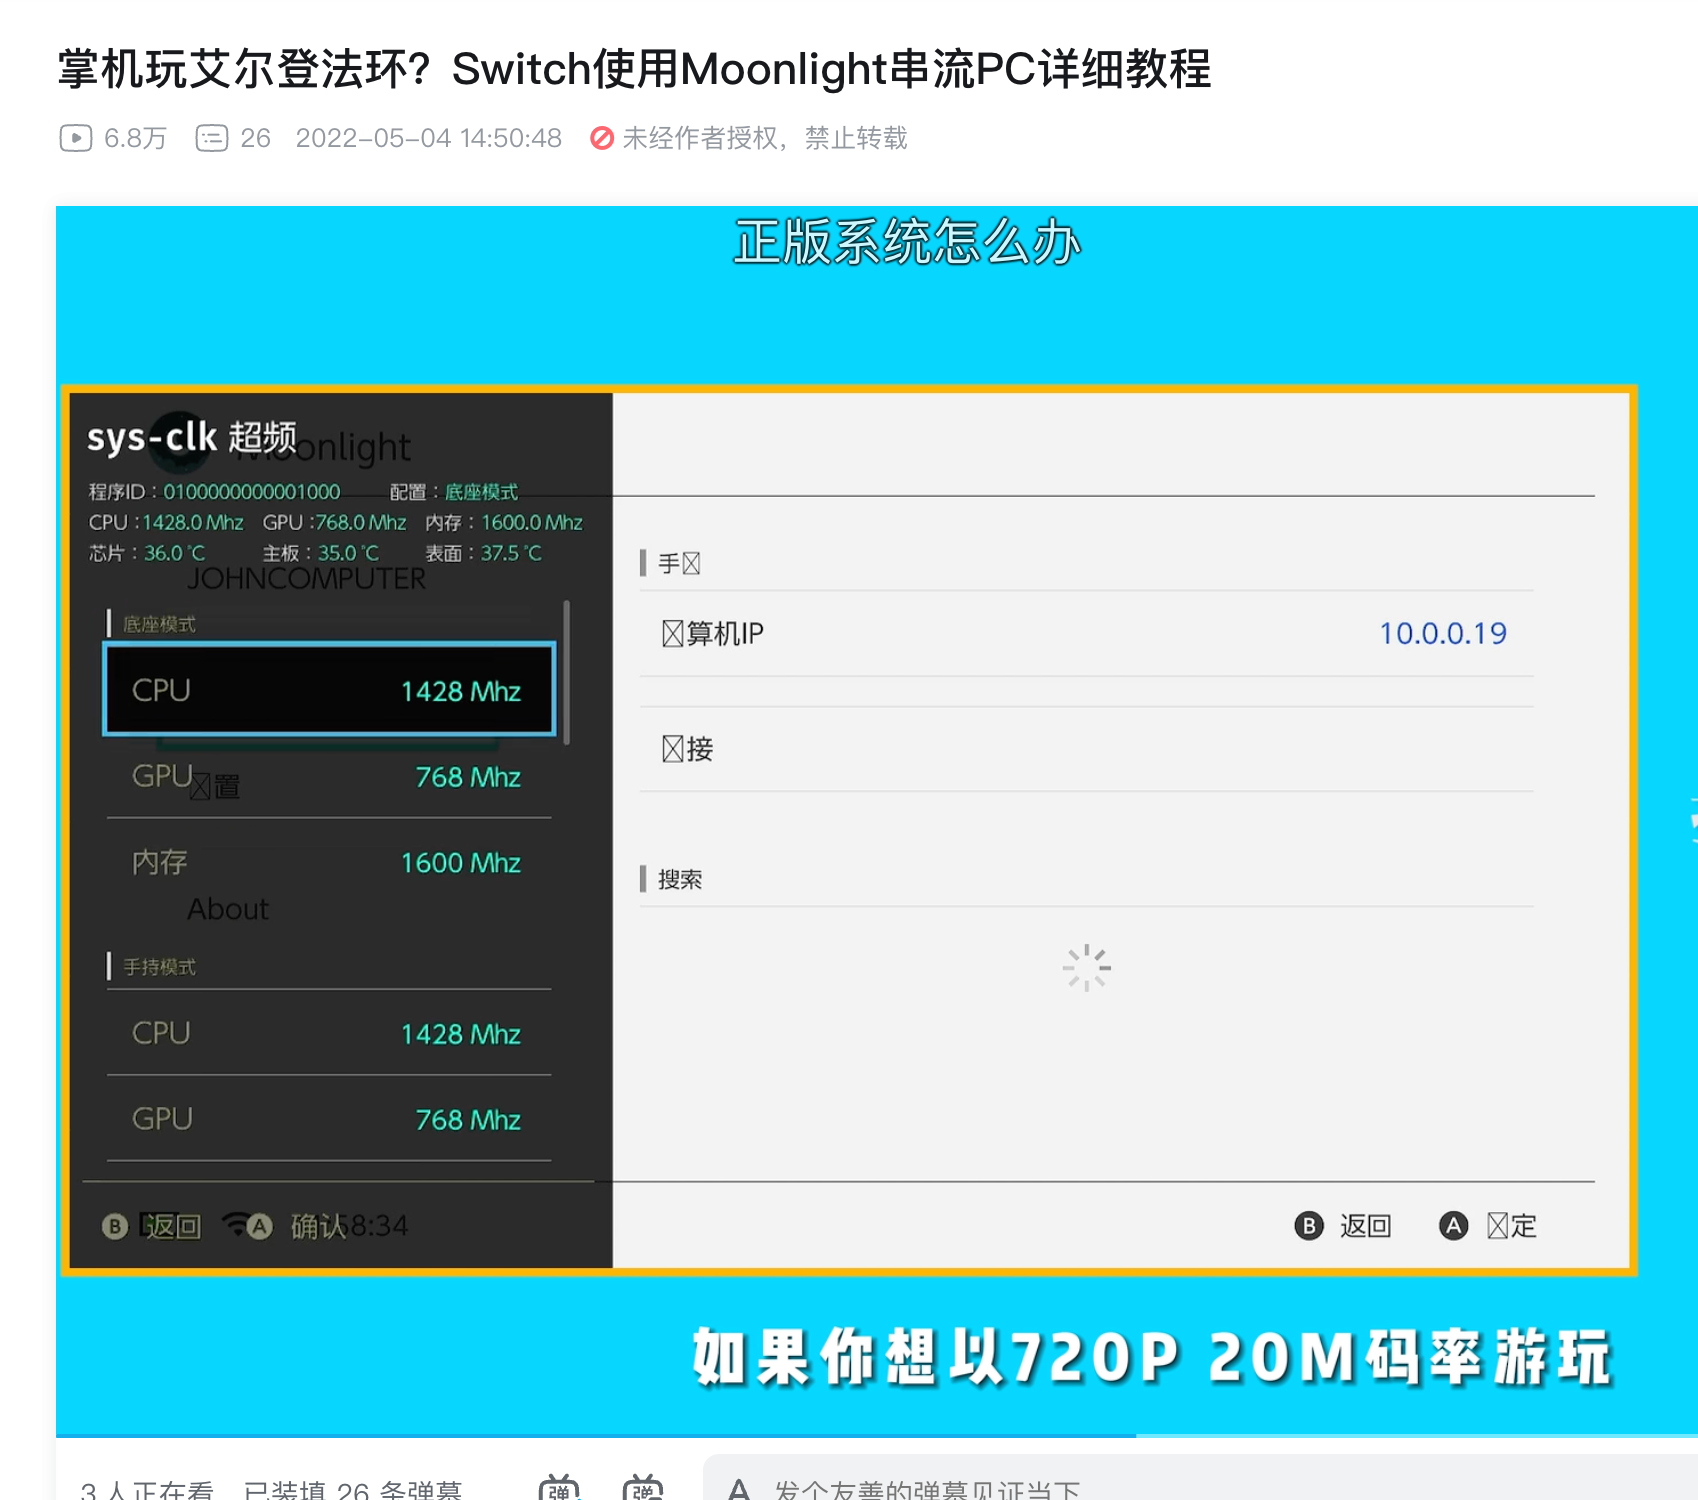 掌机玩艾尔登法环？Switch使用Moonlight串流PC详细教程
6.8万 26 2022-05-04 14:50:48 未经作者授权，禁止转载
正版系统怎么办
sys-clk 超频
Moonlight
程序ID：0100000000001000 配置：底座模式
CPU：1428.0 Mhz GPU：768.0 Mhz 内存：1600.0 Mhz
芯片：36.0 ℃ 主板：35.0 ℃ 表面：37.5 ℃
JOHNCOMPUTER
底座模式
CPU 1428 Mhz
GPU 768 Mhz
置
内存 1600 Mhz
About
手持模式
CPU 1428 Mhz
GPU 768 Mhz
B 返回 A 确认
58:34
手
算机IP 10.0.0.19
接
搜索
B 返回 A 定
如果你想以720P 20M码率游玩
3 人正在看 已装填 26 条弹幕 弹 弹 A 发个友善的弹幕见证当下